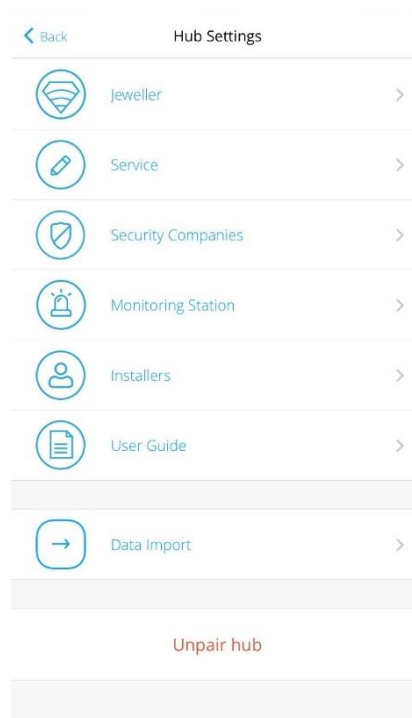 Back
Hub Settings
Jeweller
Service
Security Companies
Monitoring Station
Installers
User Guide
Data Import
Unpair hub